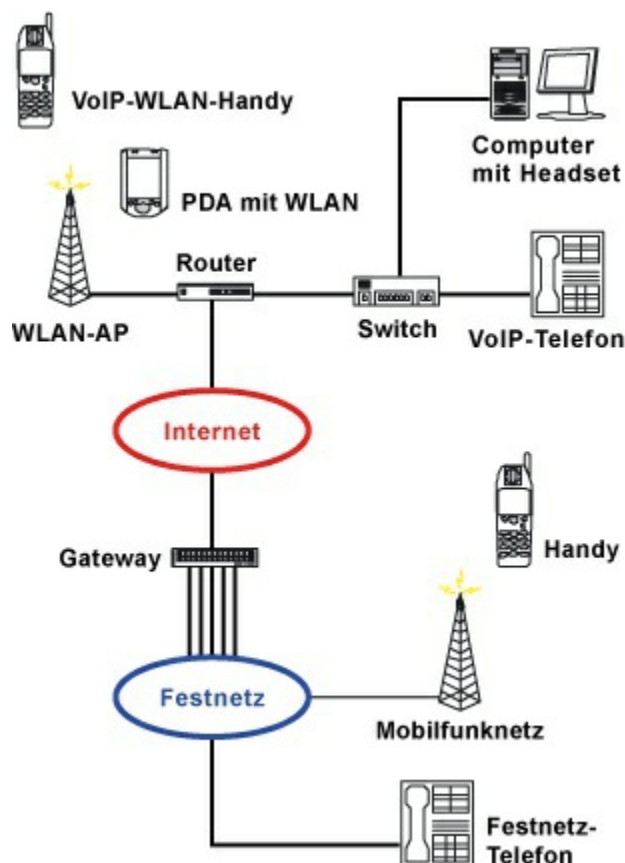 VoIP-WLAN-Handy
Computer
mit Headset
PDA mit WLAN
Router
WLAN-AP
Switch
VoIP-Telefon
Internet
Gateway
Handy
Festnetz
Mobilfunknetz
Festnetz-
Telefon